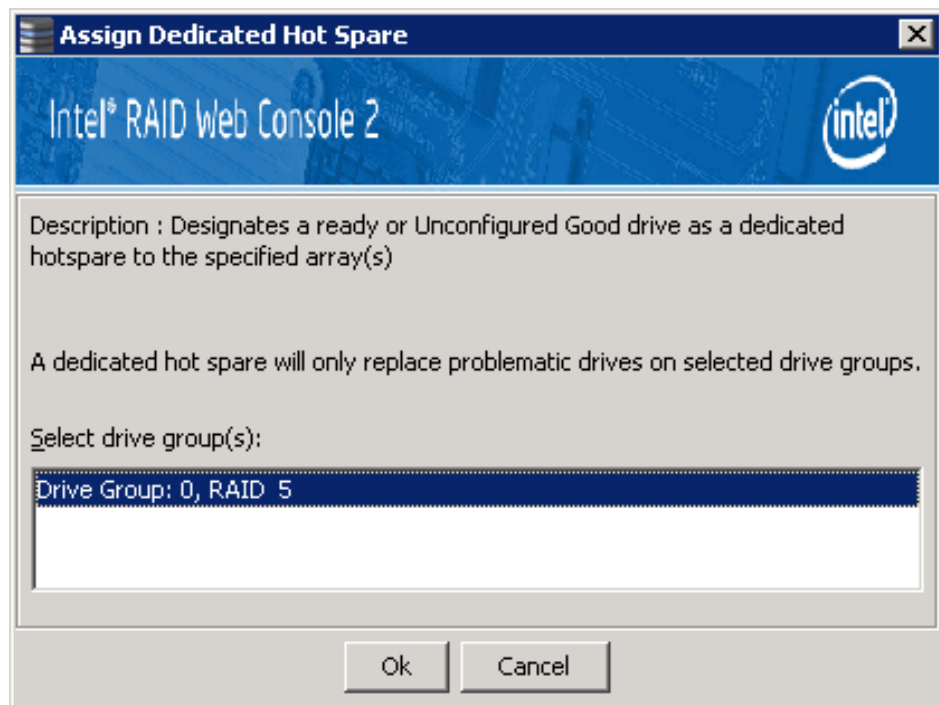 Assign Dedicated Hot Spare
Intel® RAID Web Console 2
intel
Description : Designates a ready or Unconfigured Good drive as a dedicated
hotspare to the specified array(s)
A dedicated hot spare will only replace problematic drives on selected drive groups.
Select drive group(s):
Drive Group: 0, RAID  5
Ok
Cancel